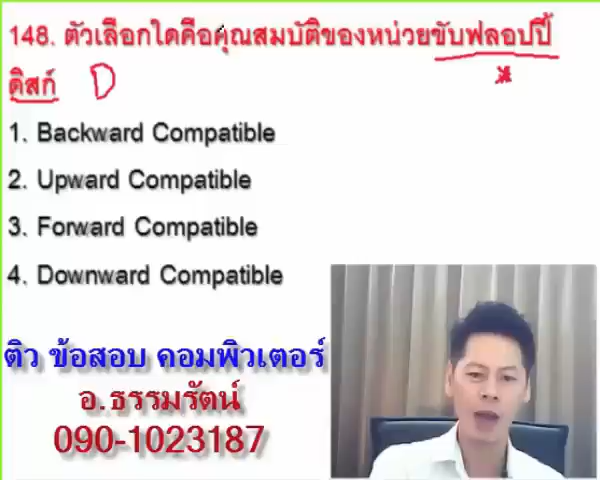 148. ตัวเลือกใดคือคุณสมบัติของหน่วยขับฟลอปปี้
ดิสก์ D
1. Backward Compatible
2. Upward Compatible
3. Forward Compatible
4. Downward Compatible
ติว ข้อสอบ คอมพิวเตอร์
อ.ธรรมรัตน์
090-1023187